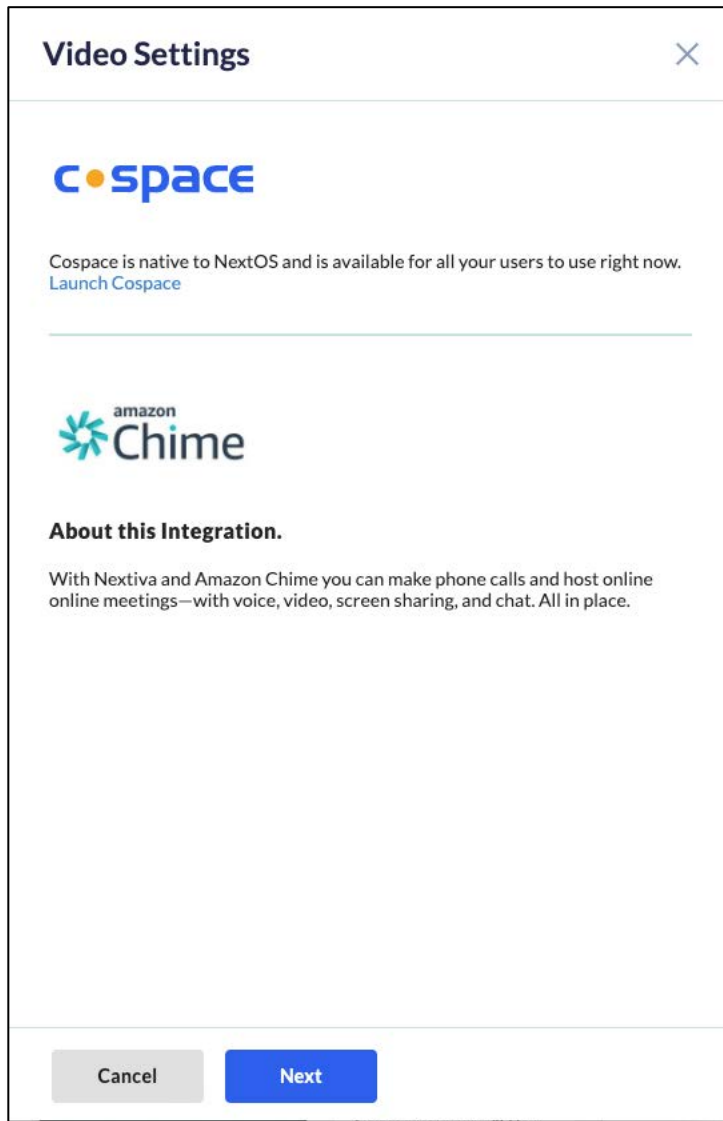 Video Settings
c•space
Cospace is native to NextOS and is available for all your users to use right now.
Launch Cospace
amazon
Chime
About this Integration.
With Nextiva and Amazon Chime you can make phone calls and host online
online meetings—with voice, video, screen sharing, and chat. All in place.
Cancel
Next